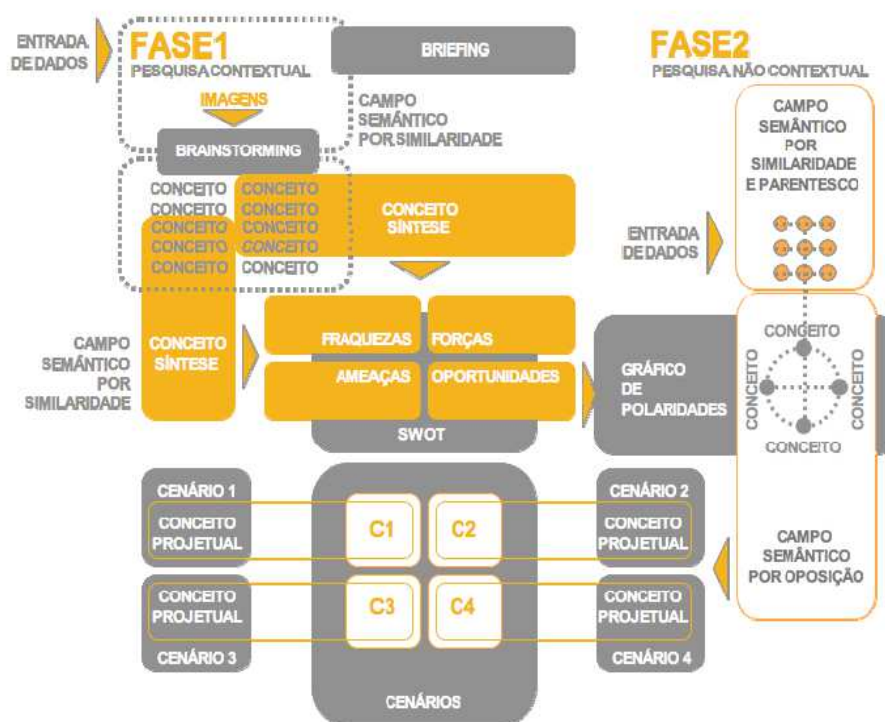 ENTRADA
DE DADOS
FASE1
PESQUISA CONTEXTUAL
BRIEFING
FASE2
PESQUISA NÃO CONTEXTUAL
IMAGENS
CAMPO
SEMÁNTICO
POR SIMILARIDADE
BRAINSTORMING
CONCEITO CONCEITO
CONCEITO CONCEITO
CONCEITO CONCEITO
CONCEITO CONCEITO
CONCEITO CONCEITO
CONCEITO
SÍNTESE
CAMPO
SEMÂNTICO
POR
SIMILARIDADE
E PARENTESCO
ENTRADA
DE DADOS
CAMPO
SEMÂNTICO
POR
SIMILARIDADE
CONCEITO
SÍNTESE
FRAQUEZAS
FORÇAS
AMEAÇAS
OPORTUNIDADES
SWOT
GRÁFICO
DE
POLARIDADES
CONCEITO
CONCEITO
CONCEITO
CONCEITO
CENÁRIO 1
CONCEITO
PROJETUAL
C1
C2
CENÁRIO 2
CONCEITO
PROJETUAL
CAMPO
SEMÂNTICO
POR OPOSIÇÃO
CONCEITO
PROJETUAL
CENÁRIO 3
C3
C4
CONCEITO
PROJETUAL
CENÁRIO 4
CENÁRIOS